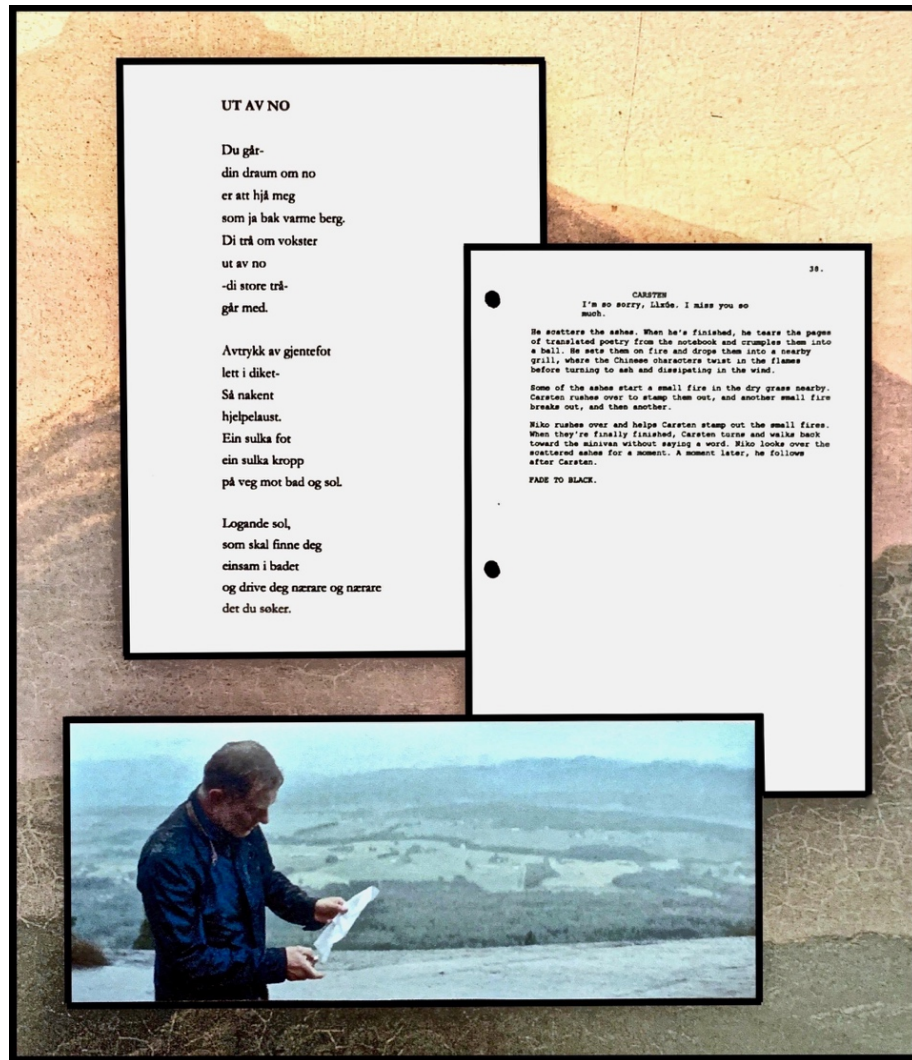 UT AV NO
Du går-
din draum om no
er att hjå meg
som ja bak varme berg.
Di trå om vokster
ut av no
-di store trå-
går med.
Avtrykk av gjentefot
lett i diket-
Så nakent
hjelpelaust.
Ein sulka fot
ein sulka kropp
på veg mot bad og sol.
Logande sol,
som skal finne deg
einsam i badet
og drive deg nærare og nærare
det du søker.
38.
CARSTEN
I'm so sorry, I miss you so
much.
He scatters the ashes. When he's finished, he tears the pages
of translated poetry from the notebook and crumples them into
a ball. He sets them on fire and drops them into a nearby
grill, where the Chinese characters twist in the flames
before turning to ash and dissipating in the wind.
Some of the ashes start a small fire in the dry grass nearby.
Carsten rushes over to stamp them out, and another small fire
breaks out, and then another.
Niko rushes over and helps Carsten stamp out the small fires.
When they're finally finished, Carsten turns and walks back
toward the minivan without saying a word. Niko looks over the
scattered ashes for a moment. A moment later, he follows
after Carsten.
FADE TO BLACK.